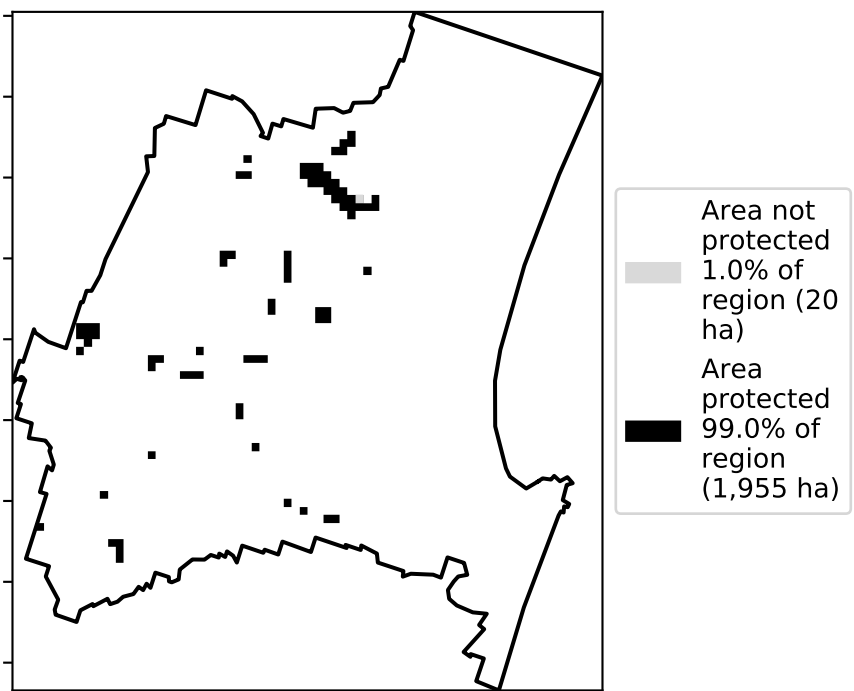 Area not
protected
1.0% of
region (20
ha)
Area
protected
99.0% of
region
(1,955 ha)